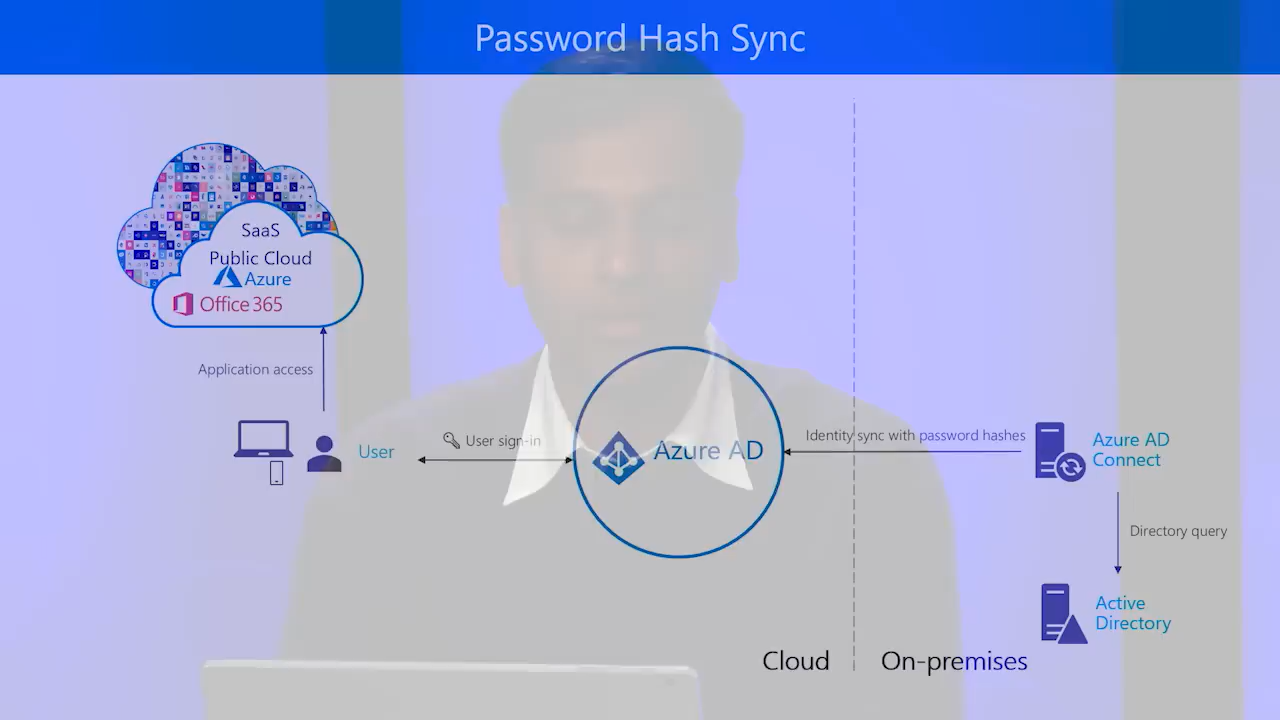 Password Hash Sync
SaaS
Public Cloud
Azure
Office 365
Application access
User
User sign-in
Azure AD
Identity sync with password hashes
Azure AD
Connect
Directory query
Active
Directory
Cloud
On-premises